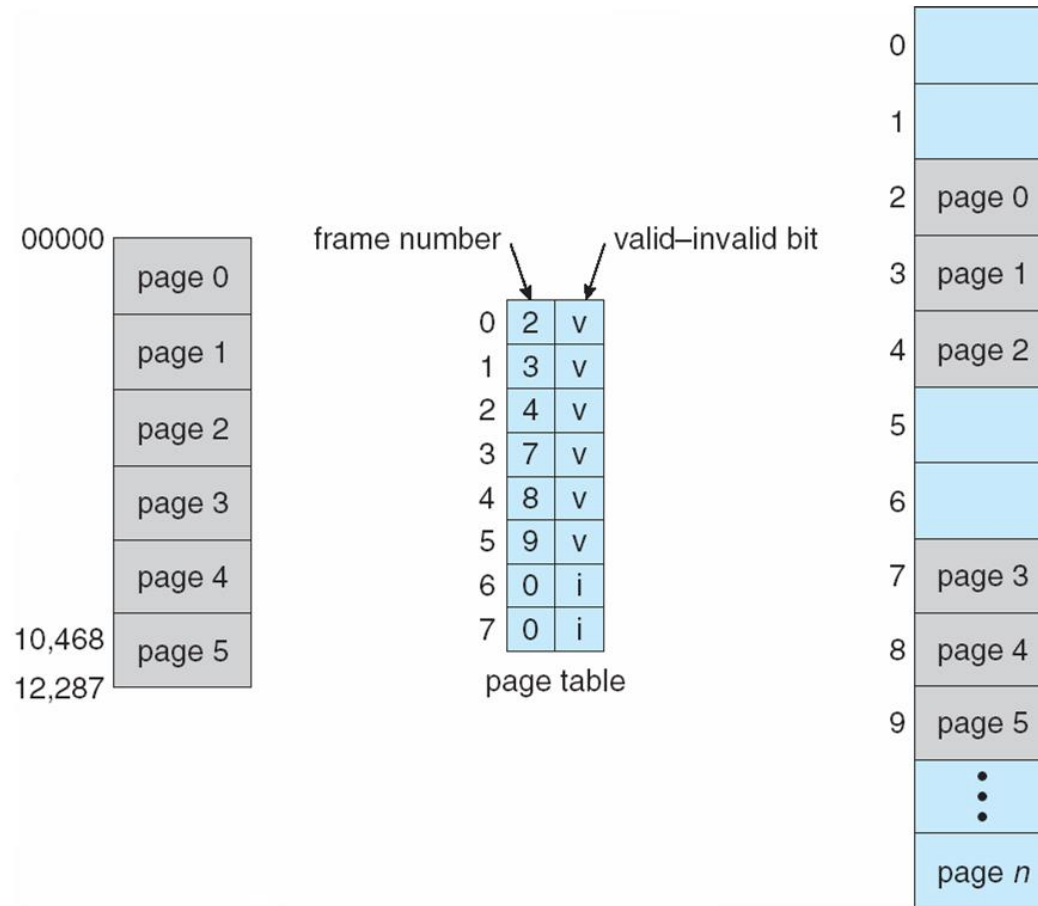 00000
page 0
page 1
page 2
page 3
page 4
10,468
page 5
12,287
frame number
valid–invalid bit
0 2 v
1 3 v
2 4 v
3 7 v
4 8 v
5 9 v
6 0 i
7 0 i
page table
0
1
2 page 0
3 page 1
4 page 2
5
6
7 page 3
8 page 4
9 page 5
page n